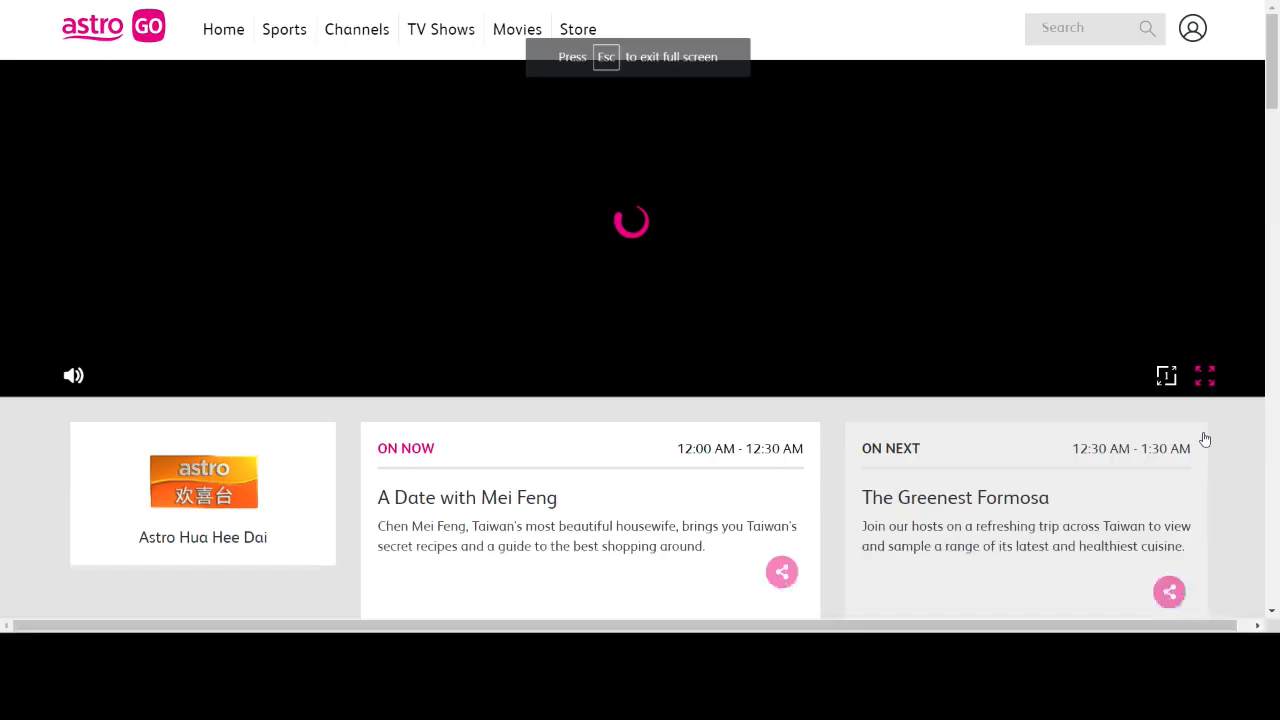 astro GO
Home
Sports
Channels
TV Shows
Movies
Store
Search
Press Esc to exit full screen
1
astro
欢喜台
Astro Hua Hee Dai
ON NOW
12:00 AM - 12:30 AM
A Date with Mei Feng
Chen Mei Feng, Taiwan's most beautiful housewife, brings you Taiwan's
secret recipes and a guide to the best shopping around.
ON NEXT
12:30 AM - 1:30 AM
The Greenest Formosa
Join our hosts on a refreshing trip across Taiwan to view
and sample a range of its latest and healthiest cuisine.